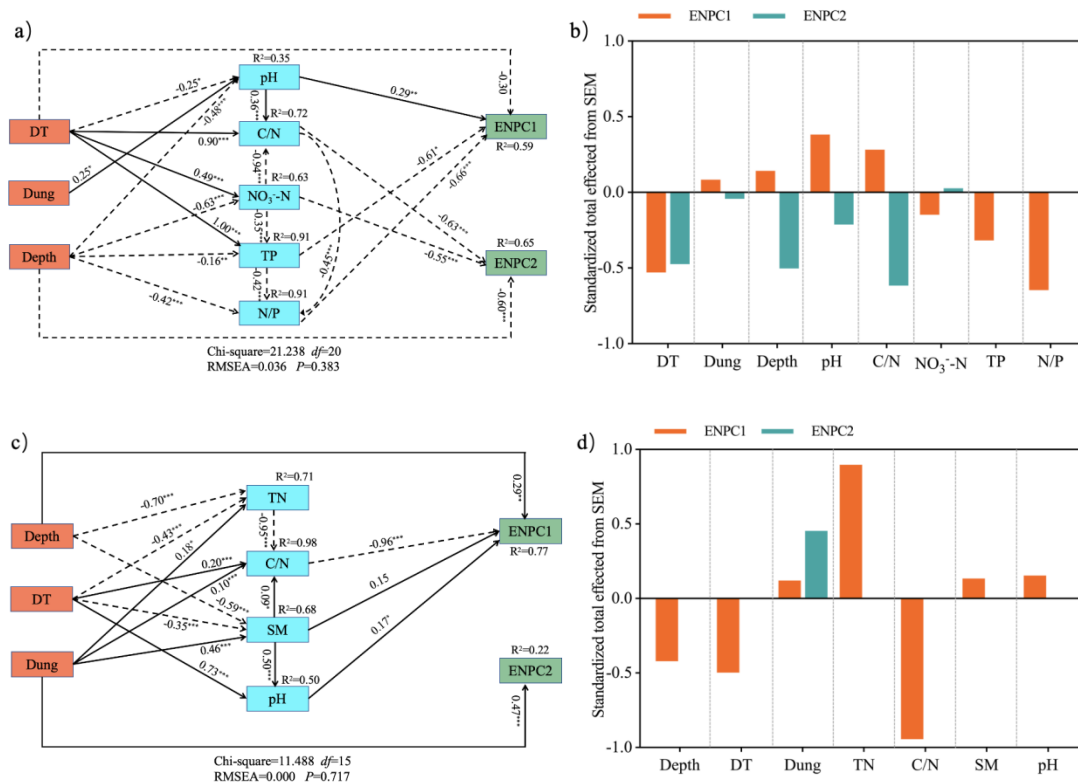 a)
R²=0.35
pH
-0.25*
-0.48***
0.36***
0.29**
-0.30
DT
R²=0.72
C/N
0.90***
ENPC1
R²=0.59
0.25*
0.49***
-0.94***
-0.61*
-0.66***
Dung
R²=0.63
NO₃⁻-N
-0.63***
1.00***
-0.35***
-0.63***
-0.55***
Depth
R²=0.91
TP
-0.16**
-0.45***
R²=0.65
ENPC2
-0.42***
-0.42***
R²=0.91
N/P
-0.60***
Chi-square=21.238 df=20
RMSEA=0.036 P=0.383
b)
ENPC1 ENPC2
Standardized total effected from SEM
1.0
0.5
0.0
-0.5
-1.0
DT Dung Depth pH C/N NO₃⁻-N TP N/P
c)
R²=0.71
TN
-0.70***
-0.43***
0.18*
-0.95***
0.29**
Depth
R²=0.98
C/N
-0.96***
ENPC1
R²=0.77
0.20***
0.10***
-0.59***
0.09*
DT
R²=0.68
SM
-0.35***
0.15
0.17*
Dung
0.46***
0.73***
0.50***
R²=0.50
pH
R²=0.22
ENPC2
0.47***
Chi-square=11.488 df=15
RMSEA=0.000 P=0.717
d)
ENPC1 ENPC2
Standardized total effected from SEM
1.0
0.5
0.0
-0.5
-1.0
Depth DT Dung TN C/N SM pH